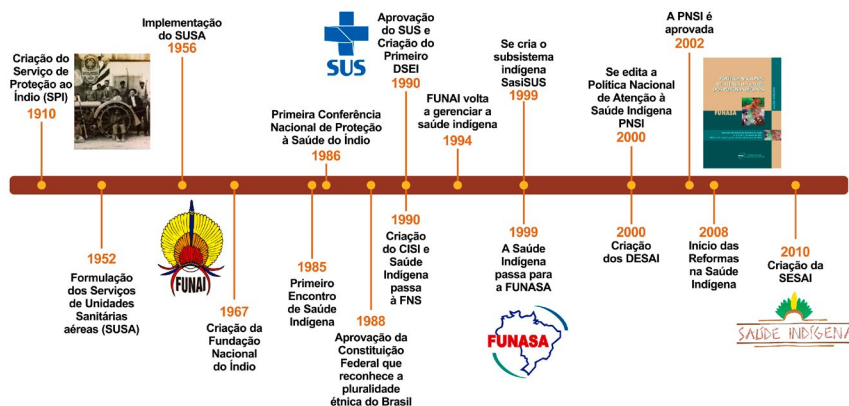 Criação do
Serviço de
Proteção ao
Índio (SPI)
1910
Implementação
do SUSA
1956
Primeira Conferência
Nacional de Proteção
à Saúde do Índio
1986
SUS
Aprovação
do SUS e
Criação do
Primeiro
DSEI
1990
FUNAI volta
a gerenciar a
saúde indígena
1994
Se cria o
subsistema
indígena
SasiSUS
1999
Se edita a
Política Nacional
de Atenção à
Saúde Indígena
PNSI
2000
A PNSI é
aprovada
2002
FUNASA
1952
Formulação
dos Serviços
de Unidades
Sanitárias
aéreas (SUSA)
FUNAI
1967
Criação da
Fundação
Nacional
do Índio
1985
Primeiro
Encontro
de Saúde
Indígena
1988
Aprovação da
Constituição
Federal que
reconhece a
pluralidade
étnica do Brasil
1990
Criação
do CISI e
Saúde
Indígena
passa
à FNS
1999
A Saúde
Indígena
passa para
a FUNASA
FUNASA
2000
Criação
dos DESAI
2008
Início das
Reformas
na Saúde
Indígena
2010
Criação da
SESAI
SAÚDE INDÍGENA